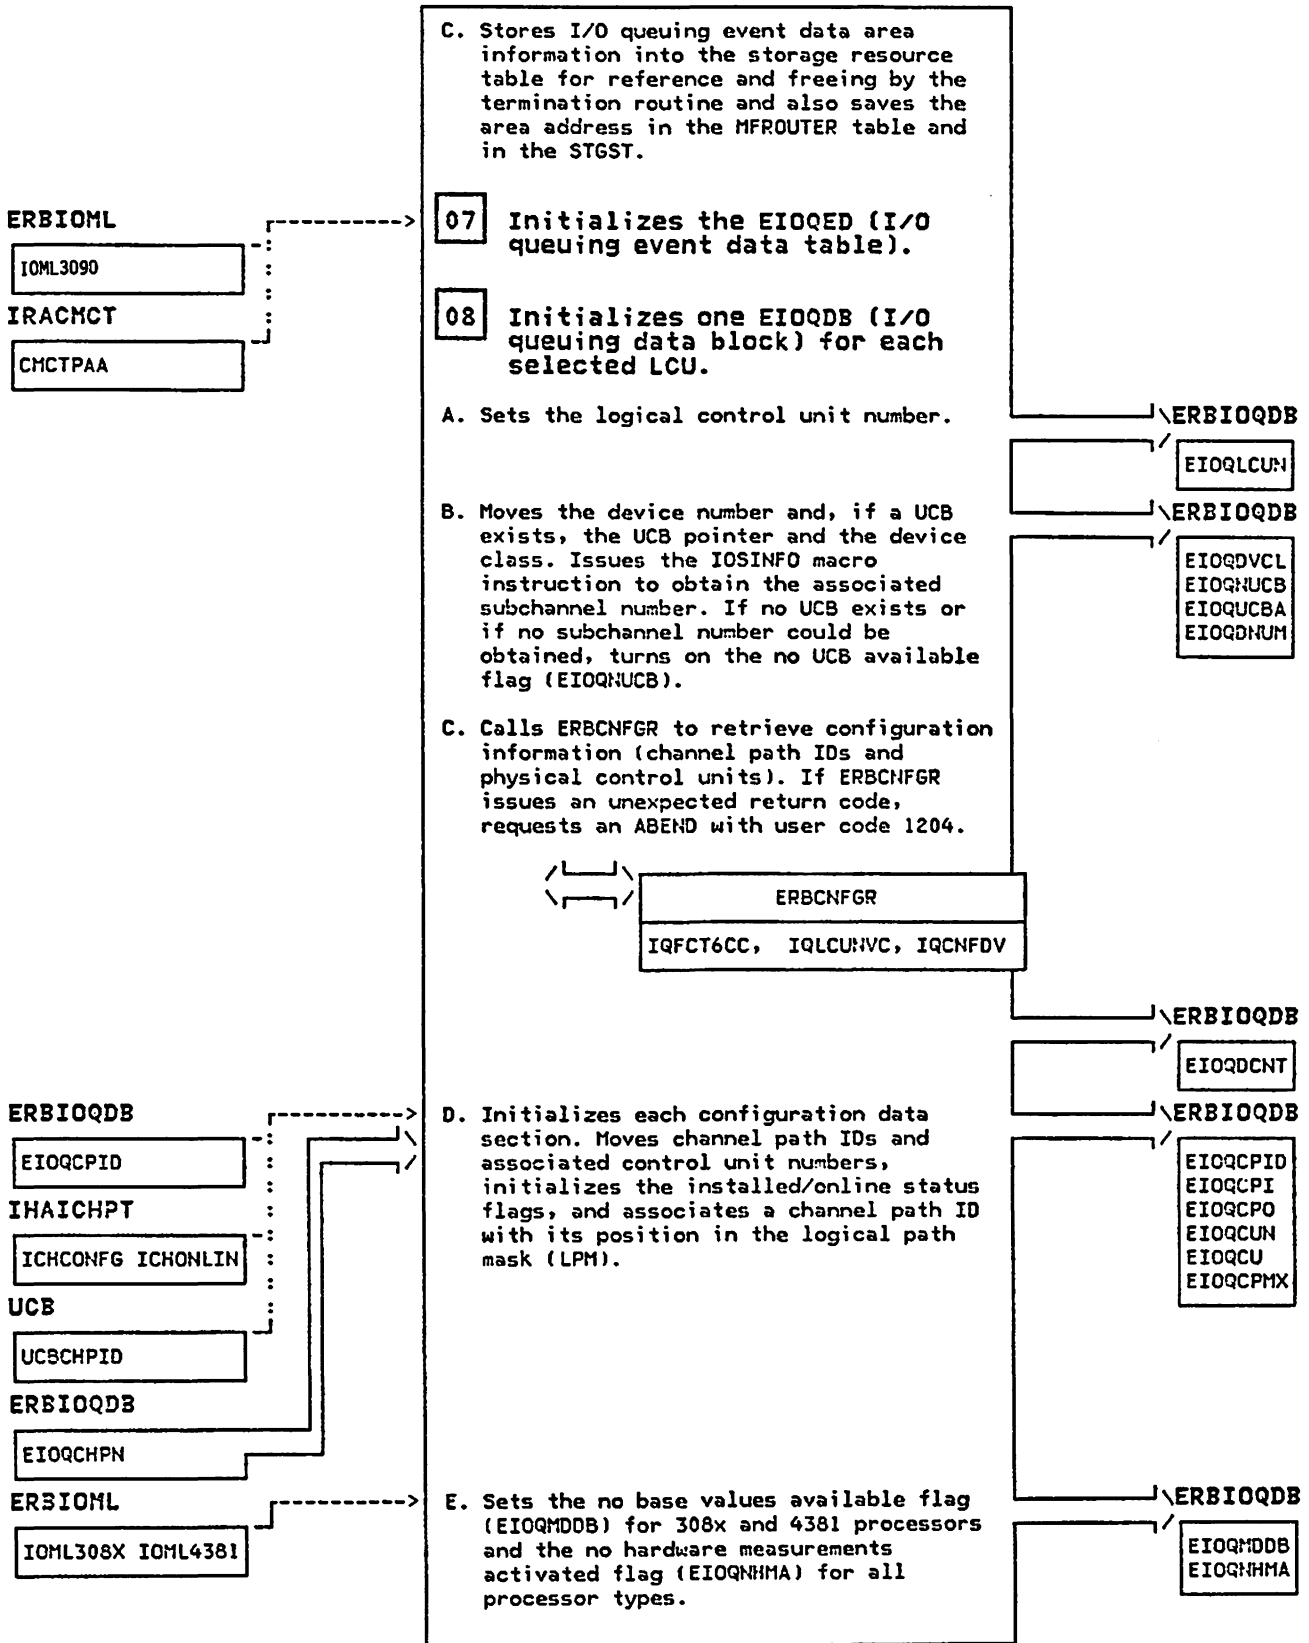 C. Stores I/O queuing event data area
information into the storage resource
table for reference and freeing by the
termination routine and also saves the
area address in the MFROUTER table and
in the STGST.
ERBIOML
IOML3090
IRACMCT
CMCTPAA
07 Initializes the EIOQED (I/O
queuing event data table).
08 Initializes one EIOQDB (I/O
queuing data block) for each
selected LCU.
A. Sets the logical control unit number.
ERBIOQDB
EIOQLCUN
B. Moves the device number and, if a UCB
exists, the UCB pointer and the device
class. Issues the IOSINFO macro
instruction to obtain the associated
subchannel number. If no UCB exists or
if no subchannel number could be
obtained, turns on the no UCB available
flag (EIOQNUCB).
ERBIOQDB
EIOQDVCL
EIOQNUCB
EIOQUCBA
EIOQDNUM
C. Calls ERBCNFGR to retrieve configuration
information (channel path IDs and
physical control units). If ERBCNFGR
issues an unexpected return code,
requests an ABEND with user code 1204.
ERBCNFGR
IQFCT6CC, IQLCUNVC, IQCNFDV
ERBIOQDB
EIOQDCNT
ERBIOQDB
EIOQCPID
IHAICHPT
ICHCONFG ICHONLIN
UCB
UCBCHPID
ERBIOQDB
EIOQCHPN
D. Initializes each configuration data
section. Moves channel path IDs and
associated control unit numbers,
initializes the installed/online status
flags, and associates a channel path ID
with its position in the logical path
mask (LPM).
ERBIOQDB
EIOQCPID
EIOQCPI
EIOQCPO
EIOQCUN
EIOQCU
EIOQCPMX
ERBIOML
IOML308X IOML4381
E. Sets the no base values available flag
(EIOQMDDB) for 308x and 4381 processors
and the no hardware measurements
activated flag (EIOQNHMA) for all
processor types.
ERBIOQDB
EIOQMDDB
EIOQNHMA